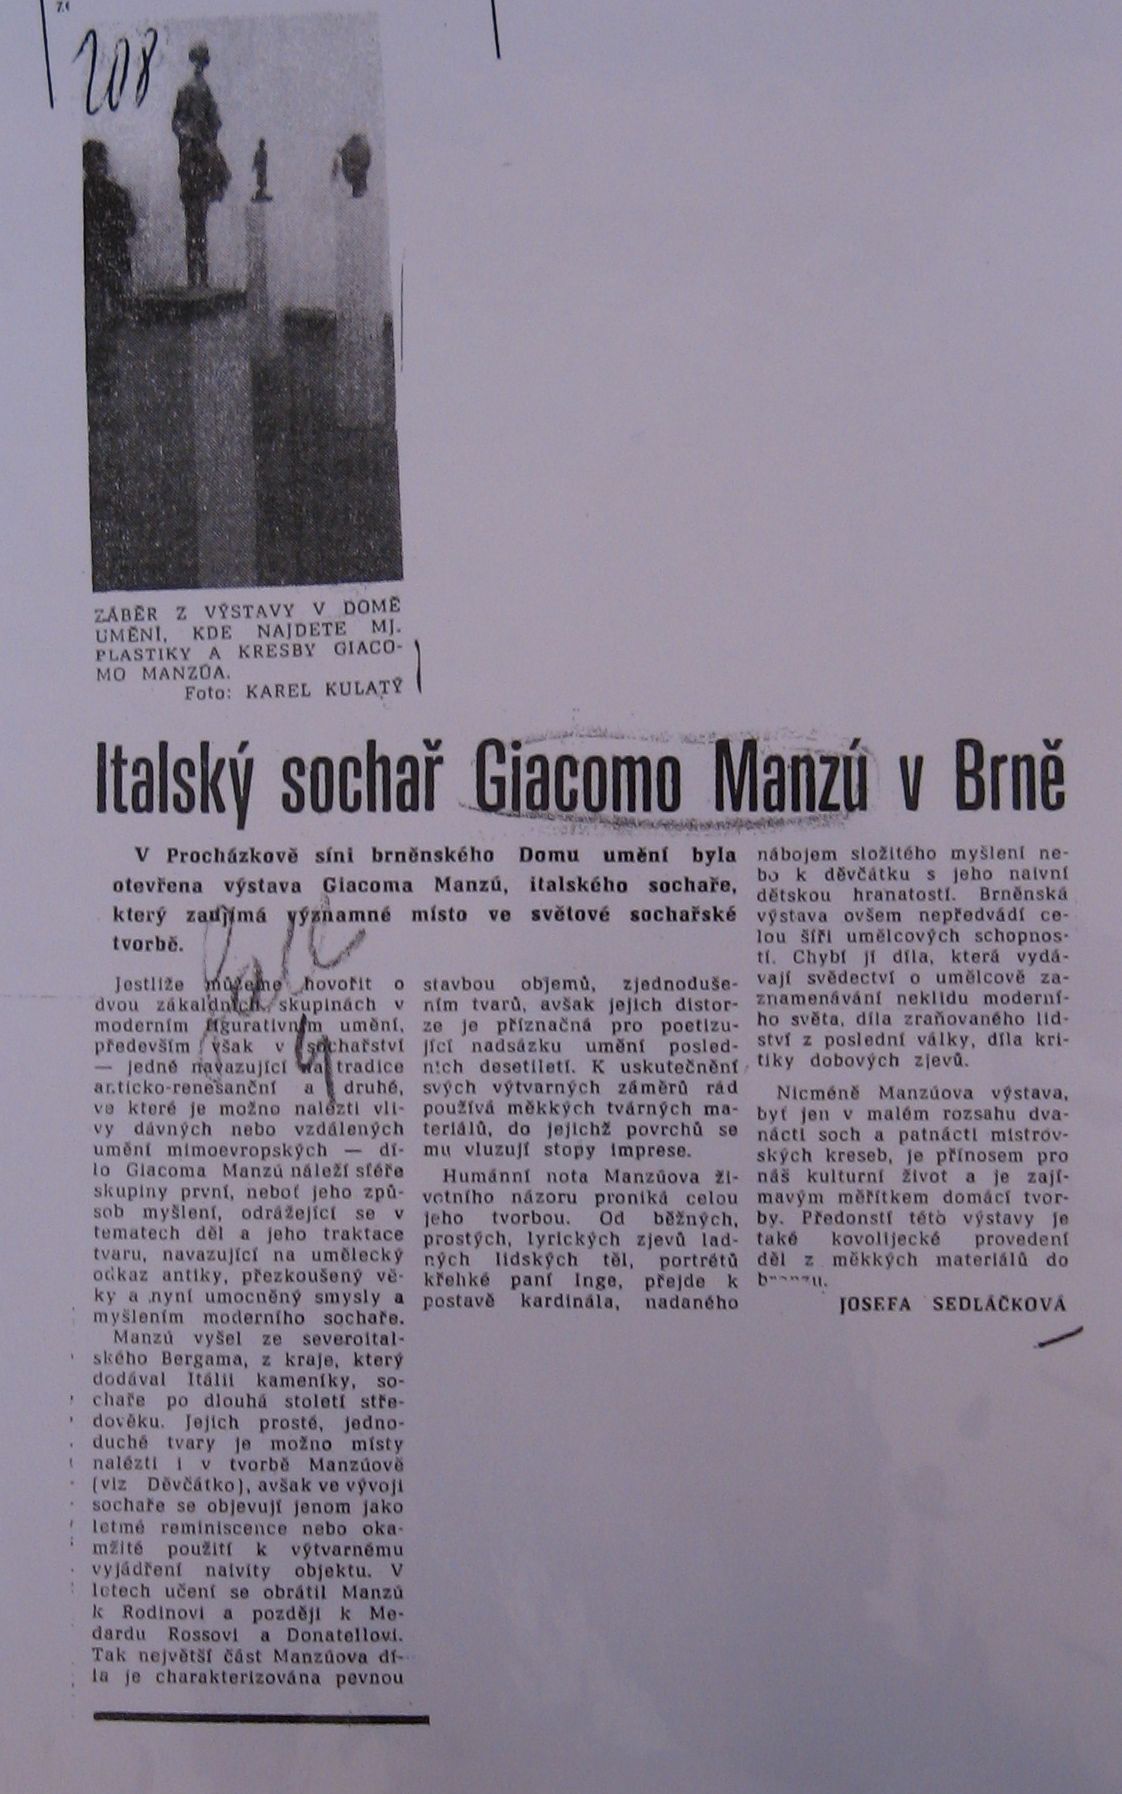 208
ZÁBĚR Z VÝSTAVY V DOMĚ
UMĚNÍ, KDE NAJDETE MJ.
PLASTIKY A KRESBY GIACO-
MO MANZÚA.
Foto: KAREL KULATÝ
Italský sochař Giacomo Manzú v Brně
V Procházkově síni brněnského Domu umění byla
otevřena výstava Giacoma Manzú, italského sochaře,
který zaujímá významné místo ve světové sochařské
tvorbě.
Jestliže můžeme hovořit o
dvou zákaldních skupinách v
moderním figurativním umění,
především však v sochařství
— jedné navazující na tradice
anticko-renesanční a druhé,
ve které je možno nalézti vli-
vy dávných nebo vzdálených
umění mimoevropských — dí-
lo Giacoma Manzú náleží sféře
skupiny první, neboť jeho způ-
sob myšlení, odrážející se v
tematech děl a jeho traktace
tvaru, navazující na umělecký
odkaz antiky, přezkoušený vě-
ky a nyní umocněný smysly a
myšlením moderního sochaře.
Manzú vyšel ze severoital-
ského Bergama, z kraje, který
dodával Itálii kameníky, so-
chaře po dlouhá století stře-
dověku. Jejich prosté, jedno-
duché tvary je možno místy
nalézti i v tvorbě Manzúově
(viz Děvčátko), avšak ve vývoji
sochaře se objevují jenom jako
letmé reminiscence nebo oka-
mžité použití k výtvarnému
vyjádření naivity objektu. V
letech učení se obrátil Manzú
k Rodinovi a později k Me-
dardu Rossovi a Donatellovi.
Tak největší část Manzúova dí-
la je charakterizována pevnou
stavbou objemů, zjednoduše-
ním tvarů, avšak jejich distor-
ze je příznačná pro poetizu-
jící nadsázku umění posled-
ních desetiletí. K uskutečnění
svých výtvarných záměrů rád
používá měkkých tvárných ma-
teriálů, do jejichž povrchů se
mu vluzují stopy imprese.
Humánní nota Manzúova ži-
votního názoru proniká celou
jeho tvorbou. Od běžných,
prostých, lyrických zjevů lad-
ných lidských těl, portrétů
křehké paní Inge, přejde k
postavě kardinála, nadaného
nábojem složitého myšlení ne-
bo k děvčátku s jeho naivní
dětskou hranatostí. Brněnská
výstava ovšem nepředvádí ce-
lou šíři umělcových schopnos-
tí. Chybí jí díla, která vydá-
vají svědectví o umělcově za-
znamenávání neklidu moderní-
ho světa, díla zraňovaného lid-
ství z poslední války, díla kri-
tiky dobových zjevů.
Nicméně Manzúova výstava,
byť jen v malém rozsahu dva-
nácti soch a patnácti mistrov-
ských kreseb, je přínosem pro
náš kulturní život a je zají-
mavým měřítkem domácí tvor-
by. Předností této výstavy je
také kovolijecké provedení
děl z měkkých materiálů do
bronzu.
JOSEFA SEDLÁČKOVÁ